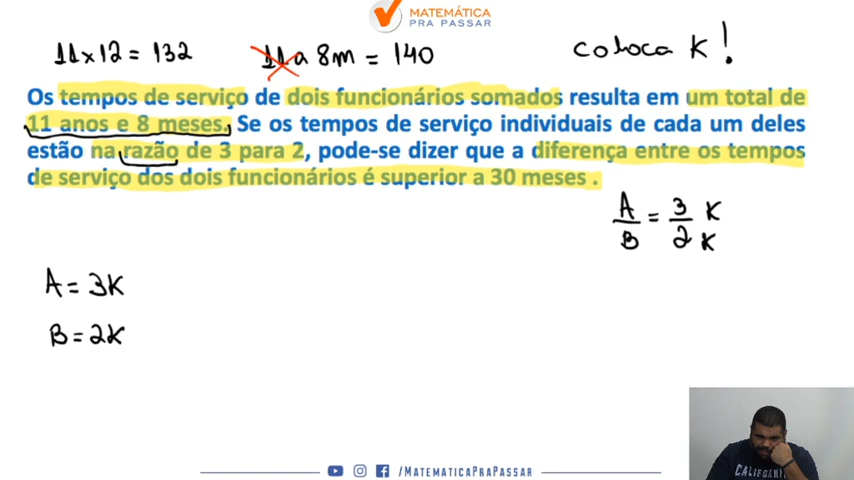 MATEMÁTICA
PRA PASSAR
11x12 = 132
11a 8m = 140
coloca K!
Os tempos de serviço de dois funcionários somados resulta em um total de
11 anos e 8 meses. Se os tempos de serviço individuais de cada um deles
estão na razão de 3 para 2, pode-se dizer que a diferença entre os tempos
de serviço dos dois funcionários é superior a 30 meses .
A/B = 3K/2K
A = 3K
B = 2K
CALIFORNIA
/MATEMATICAPRAPASSAR